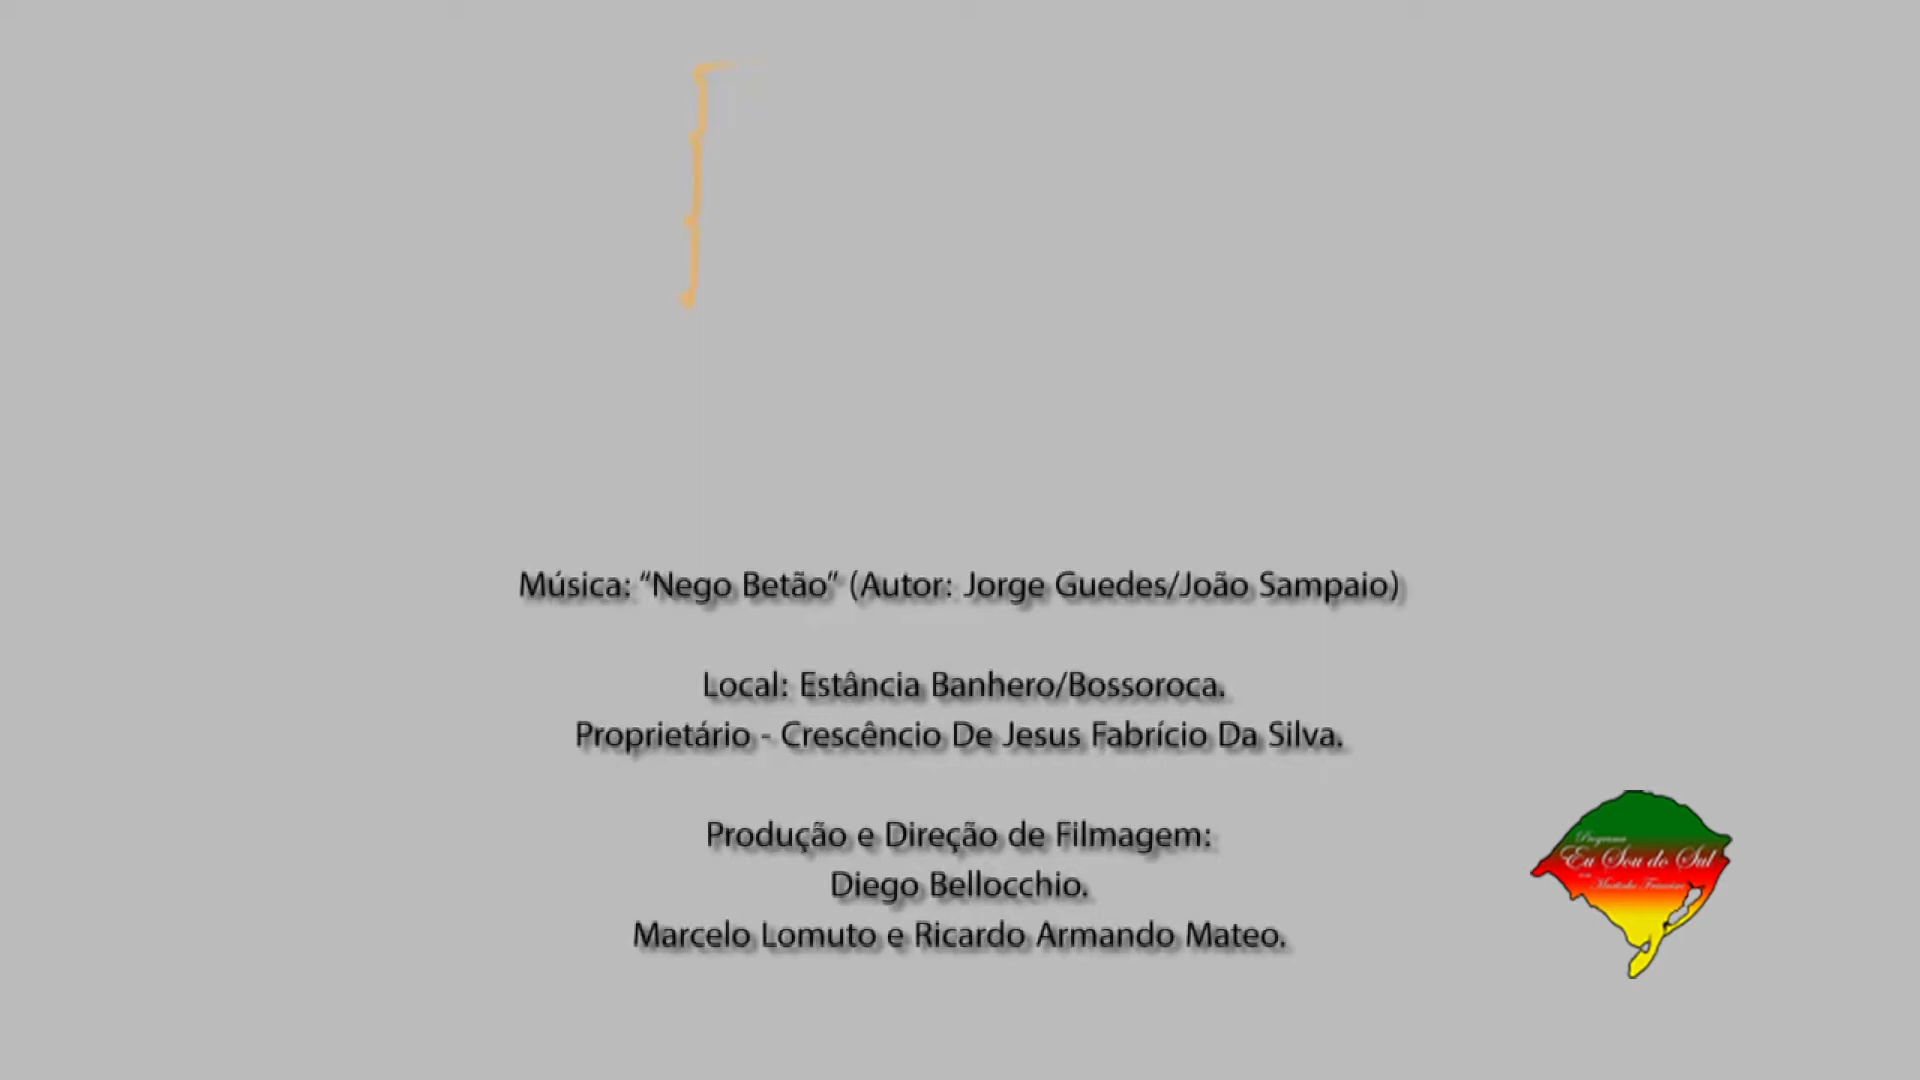 Música: “Nego Betão” (Autor: Jorge Guedes/João Sampaio)
Local: Estância Banhero/Bossoroca.
Proprietário - Crescêncio De Jesus Fabrício Da Silva.
Produção e Direção de Filmagem:
Diego Bellocchio.
Marcelo Lomuto e Ricardo Armando Mateo.
Programa
Eu Sou do Sul